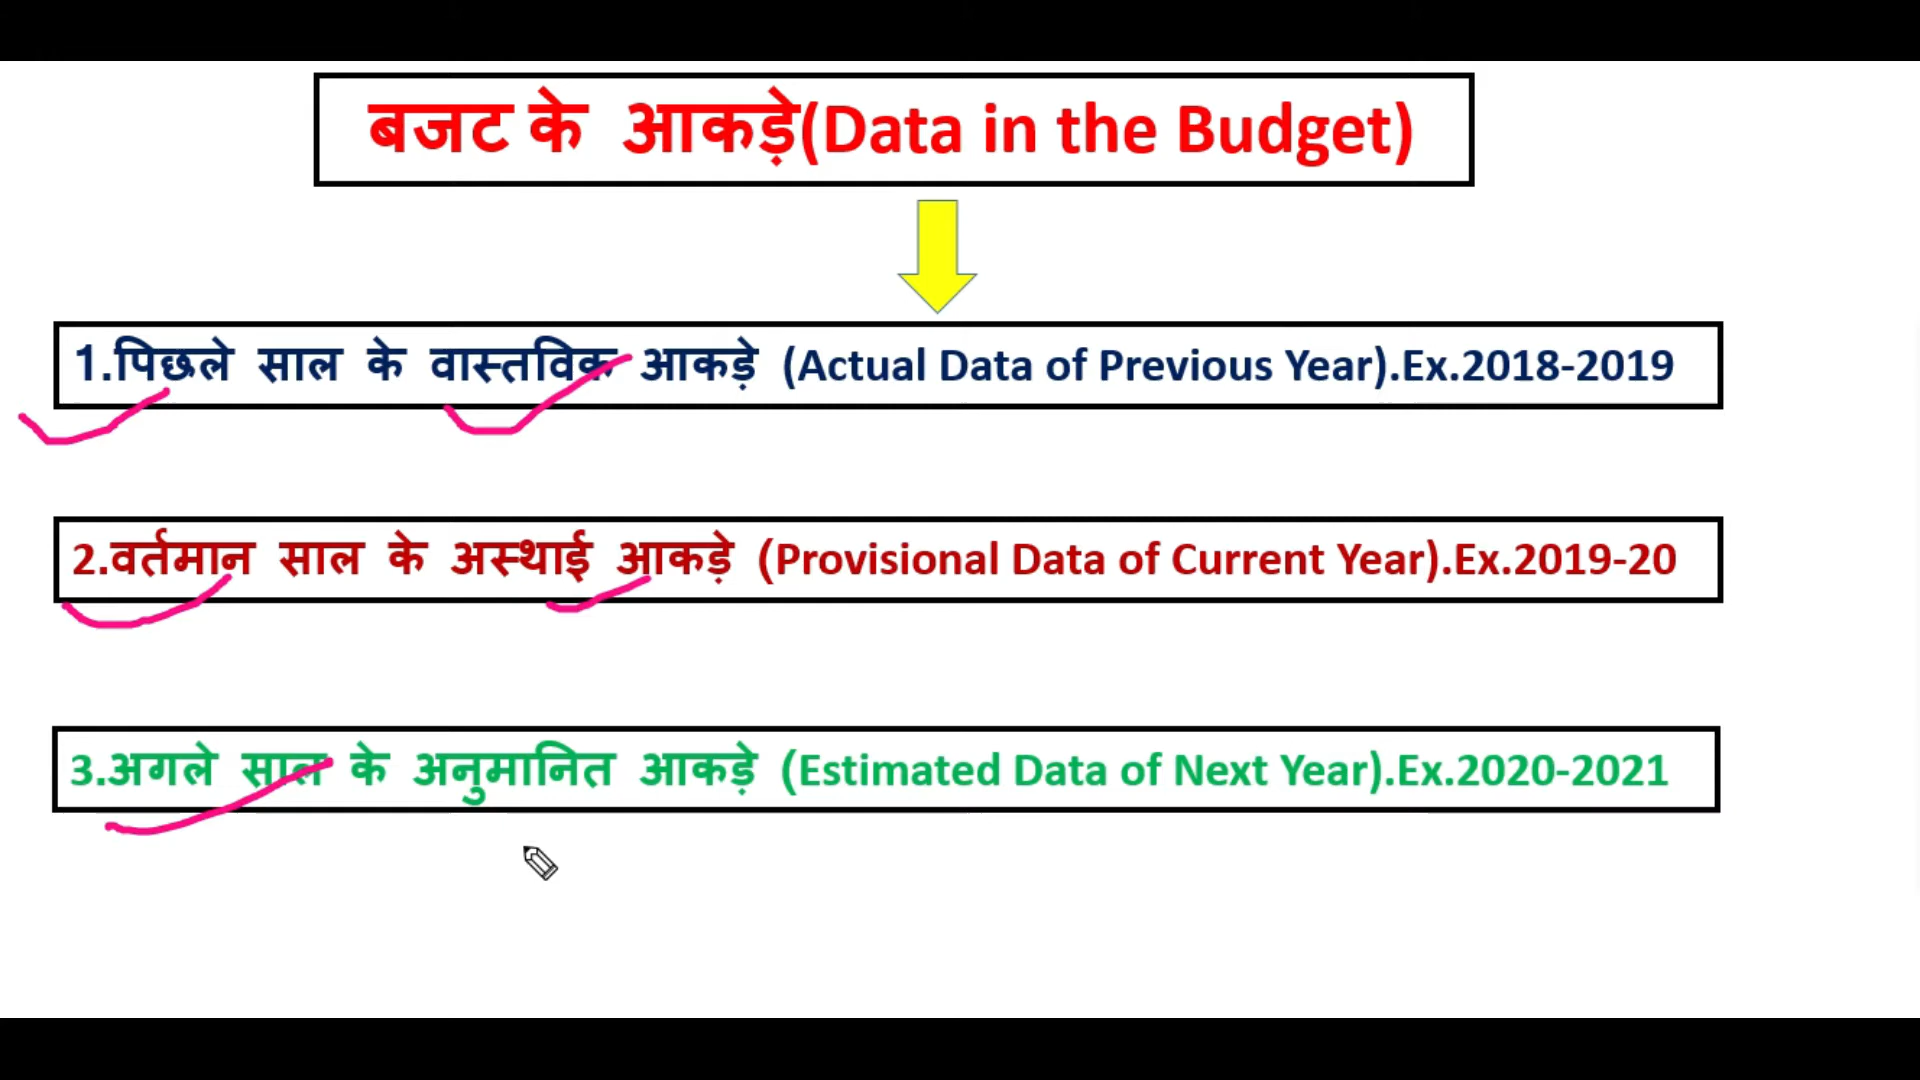 बजट के आकड़े(Data in the Budget)
1.पिछले साल के वास्तविक आकड़े (Actual Data of Previous Year).Ex.2018-2019
2.वर्तमान साल के अस्थाई आकड़े (Provisional Data of Current Year).Ex.2019-20
3.अगले साल के अनुमानित आकड़े (Estimated Data of Next Year).Ex.2020-2021